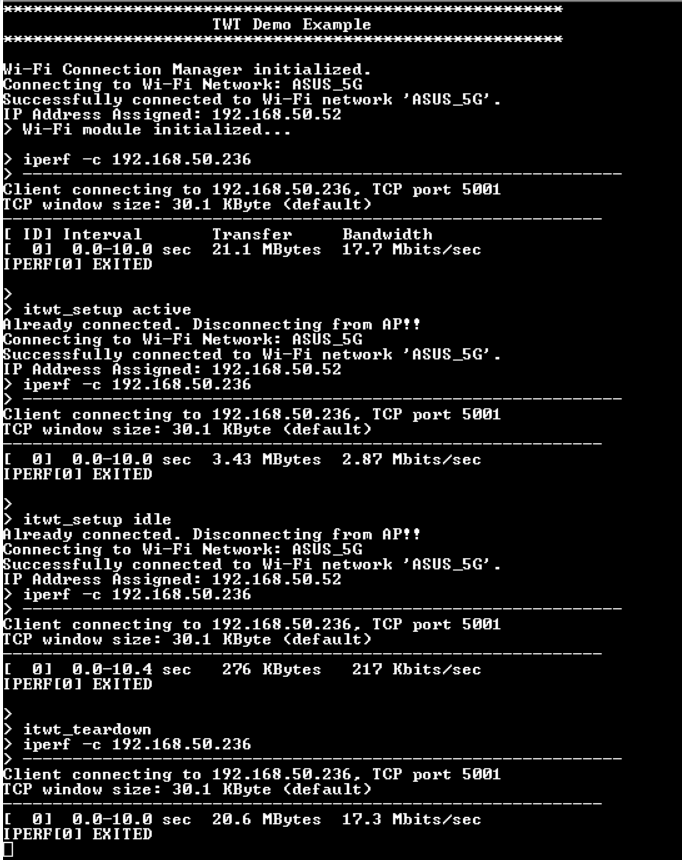 *********************************************************
TWT Demo Example
*********************************************************
Wi-Fi Connection Manager initialized.
Connecting to Wi-Fi Network: ASUS_5G
Successfully connected to Wi-Fi network 'ASUS_5G'.
IP Address Assigned: 192.168.50.52
> Wi-Fi module initialized...
> iperf -c 192.168.50.236
> ------------------------------------------------------------
Client connecting to 192.168.50.236, TCP port 5001
TCP window size: 30.1 KByte (default)
------------------------------------------------------------
[ ID] Interval       Transfer     Bandwidth
[  0]  0.0-10.0 sec  21.1 MBytes  17.7 Mbits/sec
IPERF[0] EXITED
>
> itwt_setup active
Already connected. Disconnecting from AP!!
Connecting to Wi-Fi Network: ASUS_5G
Successfully connected to Wi-Fi network 'ASUS_5G'.
IP Address Assigned: 192.168.50.52
> iperf -c 192.168.50.236
> ------------------------------------------------------------
Client connecting to 192.168.50.236, TCP port 5001
TCP window size: 30.1 KByte (default)
------------------------------------------------------------
[  0]  0.0-10.0 sec  3.43 MBytes  2.87 Mbits/sec
IPERF[0] EXITED
>
> itwt_setup idle
Already connected. Disconnecting from AP!!
Connecting to Wi-Fi Network: ASUS_5G
Successfully connected to Wi-Fi network 'ASUS_5G'.
IP Address Assigned: 192.168.50.52
> iperf -c 192.168.50.236
> ------------------------------------------------------------
Client connecting to 192.168.50.236, TCP port 5001
TCP window size: 30.1 KByte (default)
------------------------------------------------------------
[  0]  0.0-10.4 sec   276 KBytes   217 Kbits/sec
IPERF[0] EXITED
>
> itwt_teardown
> iperf -c 192.168.50.236
> ------------------------------------------------------------
Client connecting to 192.168.50.236, TCP port 5001
TCP window size: 30.1 KByte (default)
------------------------------------------------------------
[  0]  0.0-10.0 sec  20.6 MBytes  17.3 Mbits/sec
IPERF[0] EXITED